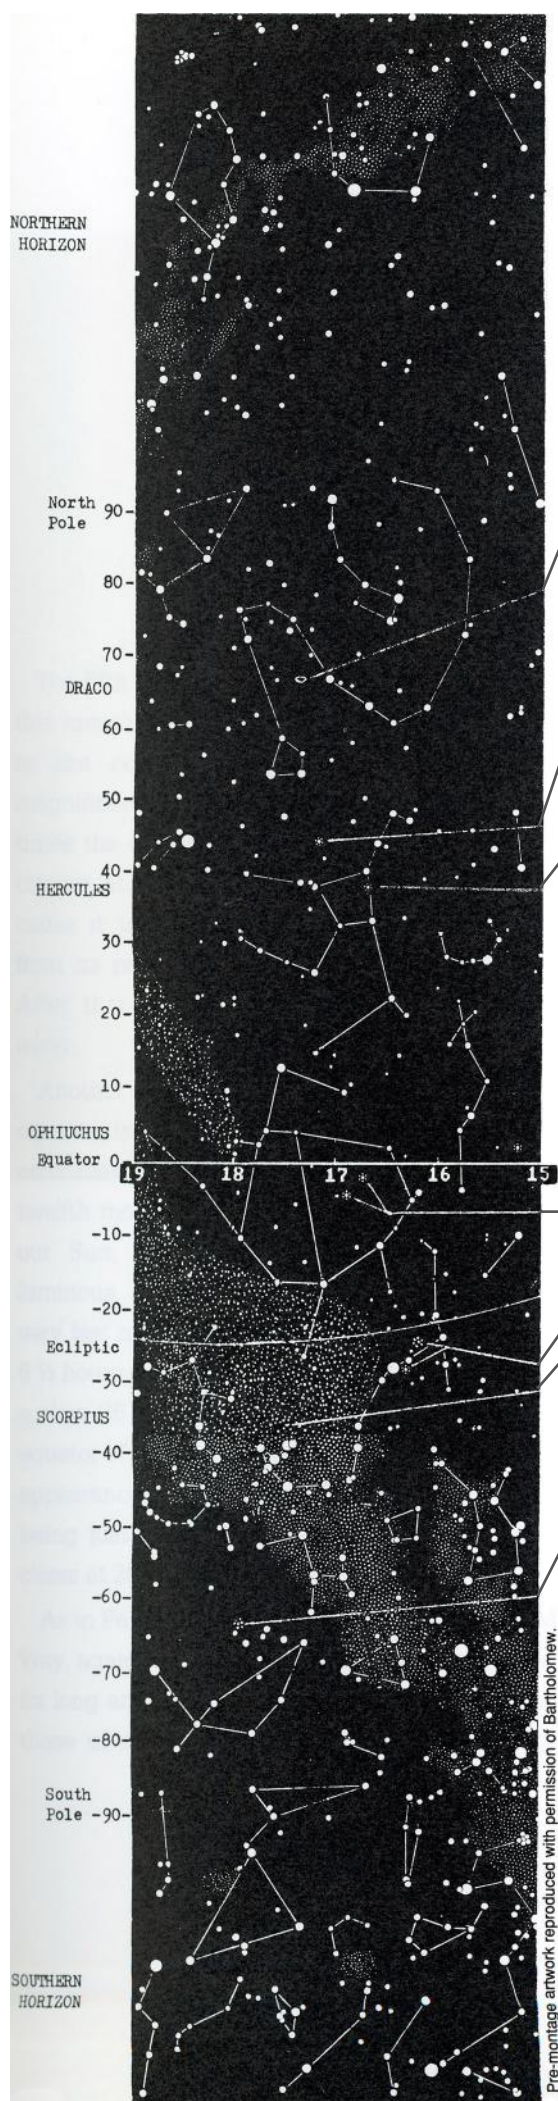 NORTHERN
HORIZON
North
Pole 90-
80-
70-
DRACO
60-
50-
40-
HERCULES
30-
20-
10-
OPHIUCHUS
Equator 0
19 18 17 16 15
-10-
-20-
Ecliptic
-30-
SCORPIUS
-40-
-50-
-60-
-70-
-80-
South
Pole -90-
SOUTHERN
HORIZON
Pre-montage artwork reproduced with permission of Bartholomew.